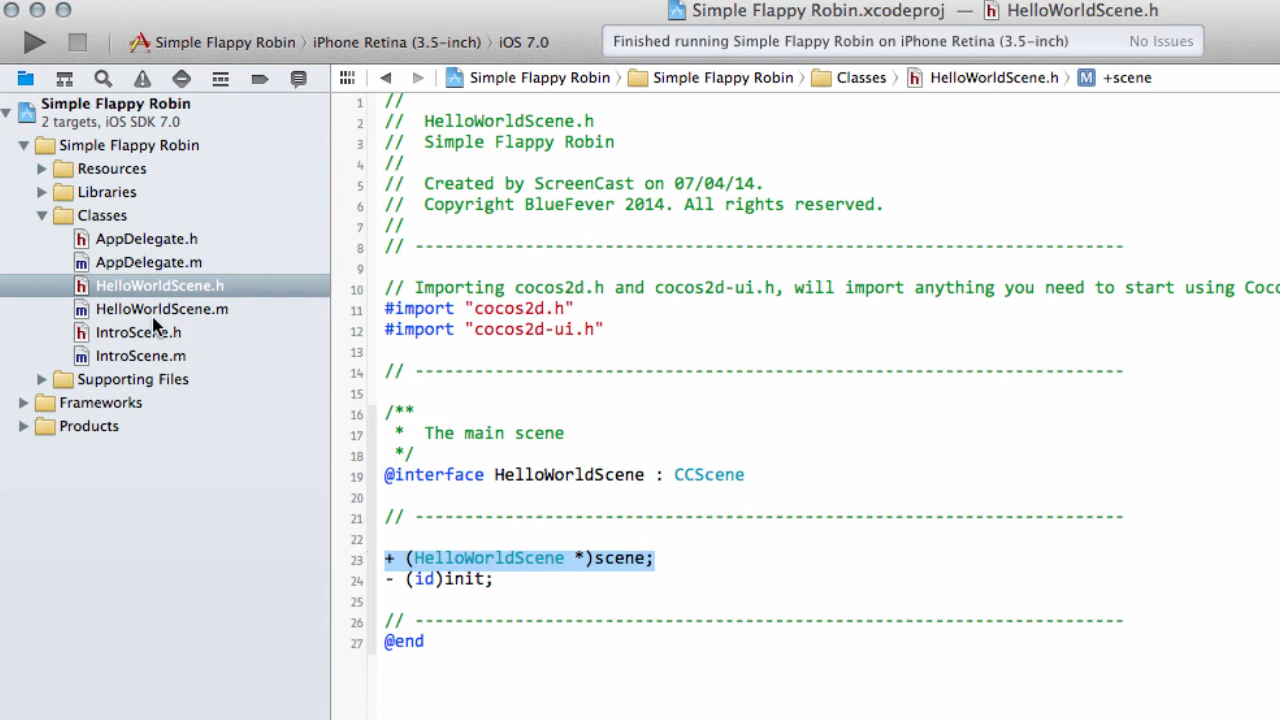 Simple Flappy Robin.xcodeproj — HelloWorldScene.h
Simple Flappy Robin iPhone Retina (3.5-inch) iOS 7.0
Finished running Simple Flappy Robin on iPhone Retina (3.5-inch) No Issues
Simple Flappy Robin Simple Flappy Robin Classes HelloWorldScene.h M +scene
Simple Flappy Robin
2 targets, iOS SDK 7.0
Simple Flappy Robin
Resources
Libraries
Classes
h AppDelegate.h
m AppDelegate.m
h HelloWorldScene.h
m HelloWorldScene.m
h IntroScene.h
m IntroScene.m
Supporting Files
Frameworks
Products
1 //
2 // HelloWorldScene.h
3 // Simple Flappy Robin
4 //
5 // Created by ScreenCast on 07/04/14.
6 // Copyright BlueFever 2014. All rights reserved.
7 //
8 // -----------------------------------------------------------------------
9
10 // Importing cocos2d.h and cocos2d-ui.h, will import anything you need to start using Coco
11 #import "cocos2d.h"
12 #import "cocos2d-ui.h"
13
14 // -----------------------------------------------------------------------
15
16 /**
17 * The main scene
18 */
19 @interface HelloWorldScene : CCScene
20
21 // -----------------------------------------------------------------------
22
23 + (HelloWorldScene *)scene;
24 - (id)init;
25
26 // -----------------------------------------------------------------------
27 @end